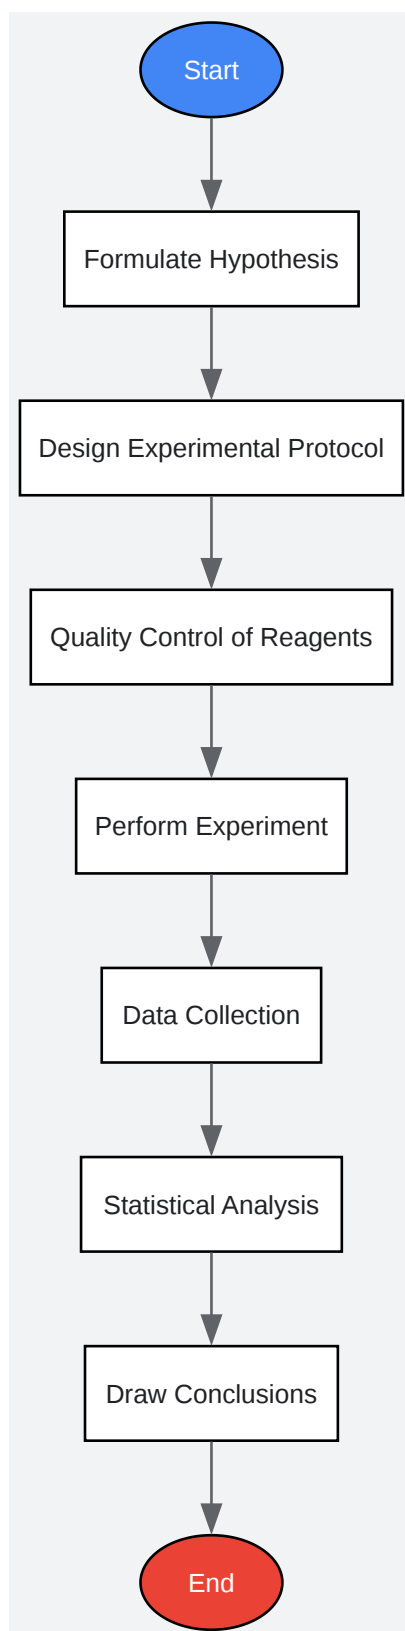 Start
Formulate Hypothesis
Design Experimental Protocol
Quality Control of Reagents
Perform Experiment
Data Collection
Statistical Analysis
Draw Conclusions
End